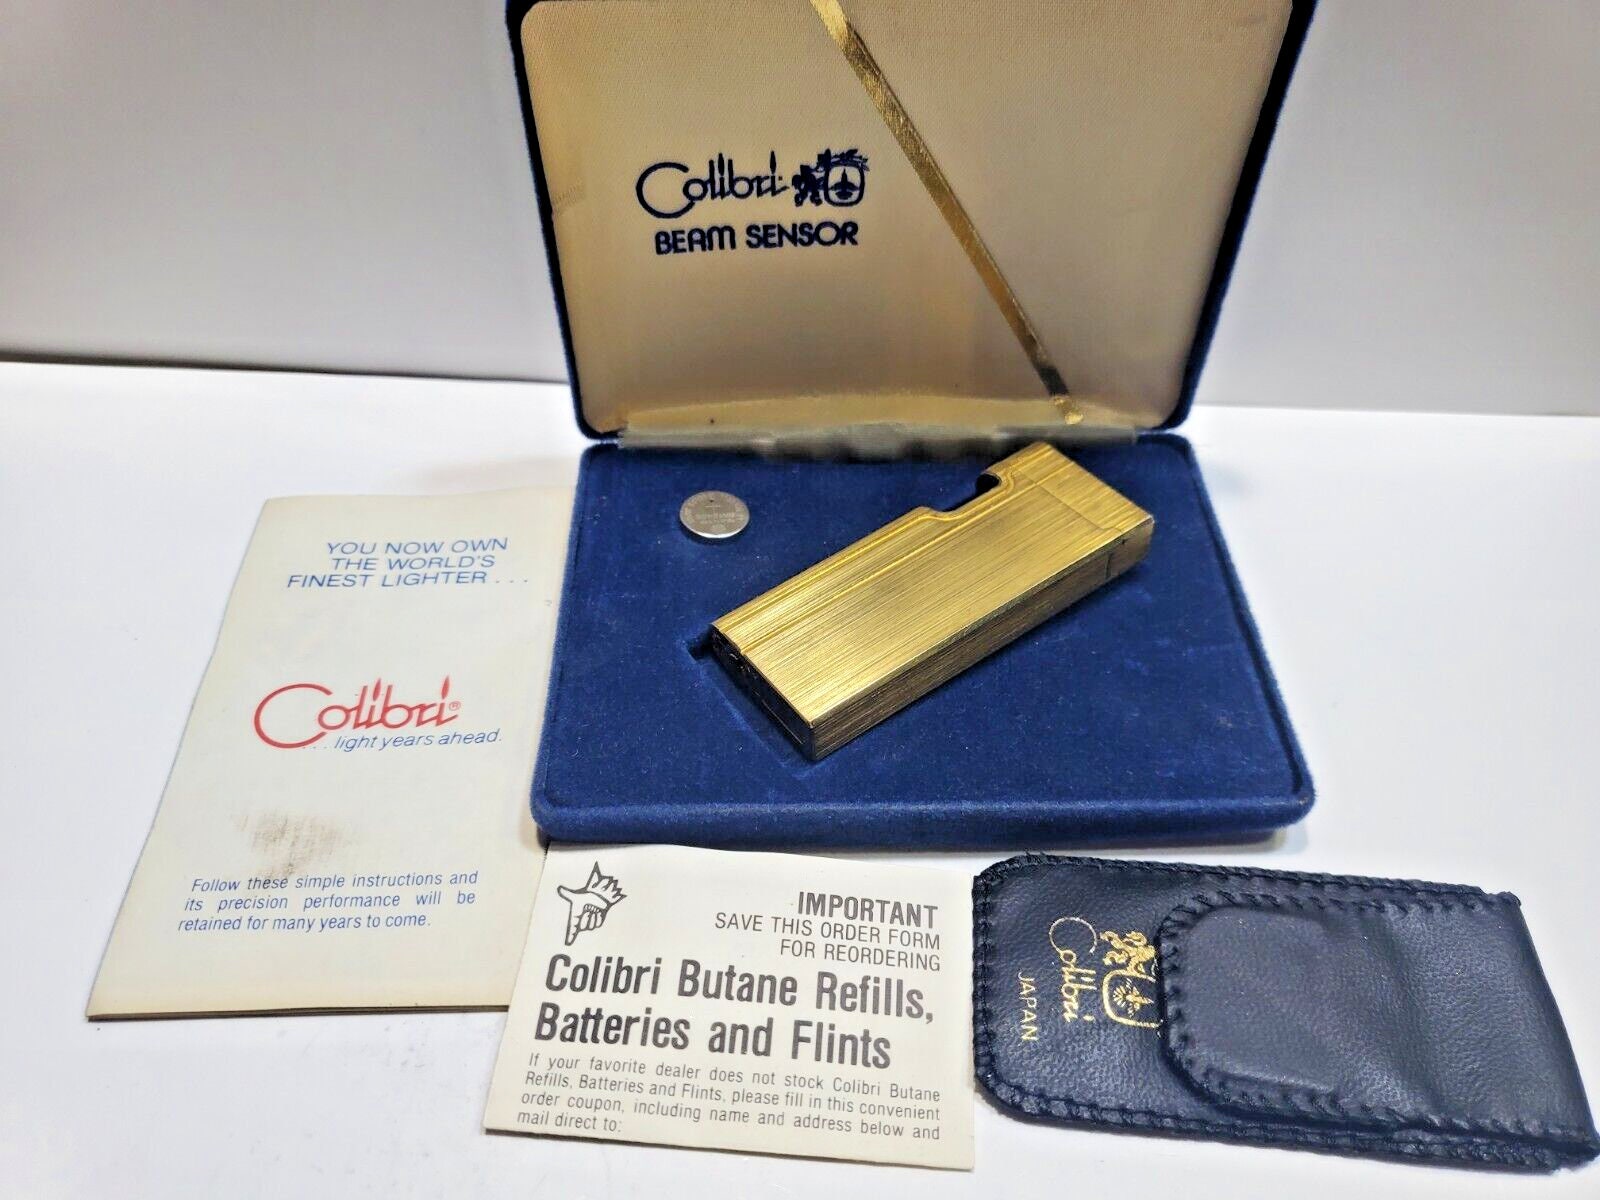 Colibri
BEAM SENSOR
YOU NOW OWN
THE WORLD'S
FINEST LIGHTER . . .
Colibri®
. . . light years ahead.
Follow these simple instructions and
its precision performance will be
retained for many years to come.
IMPORTANT
SAVE THIS ORDER FORM
FOR REORDERING
Colibri Butane Refills,
Batteries and Flints
If your favorite dealer does not stock Colibri Butane
Refills, Batteries and Flints, please fill in this convenient
order coupon, including name and address below and
mail direct to:
Colibri
JAPAN